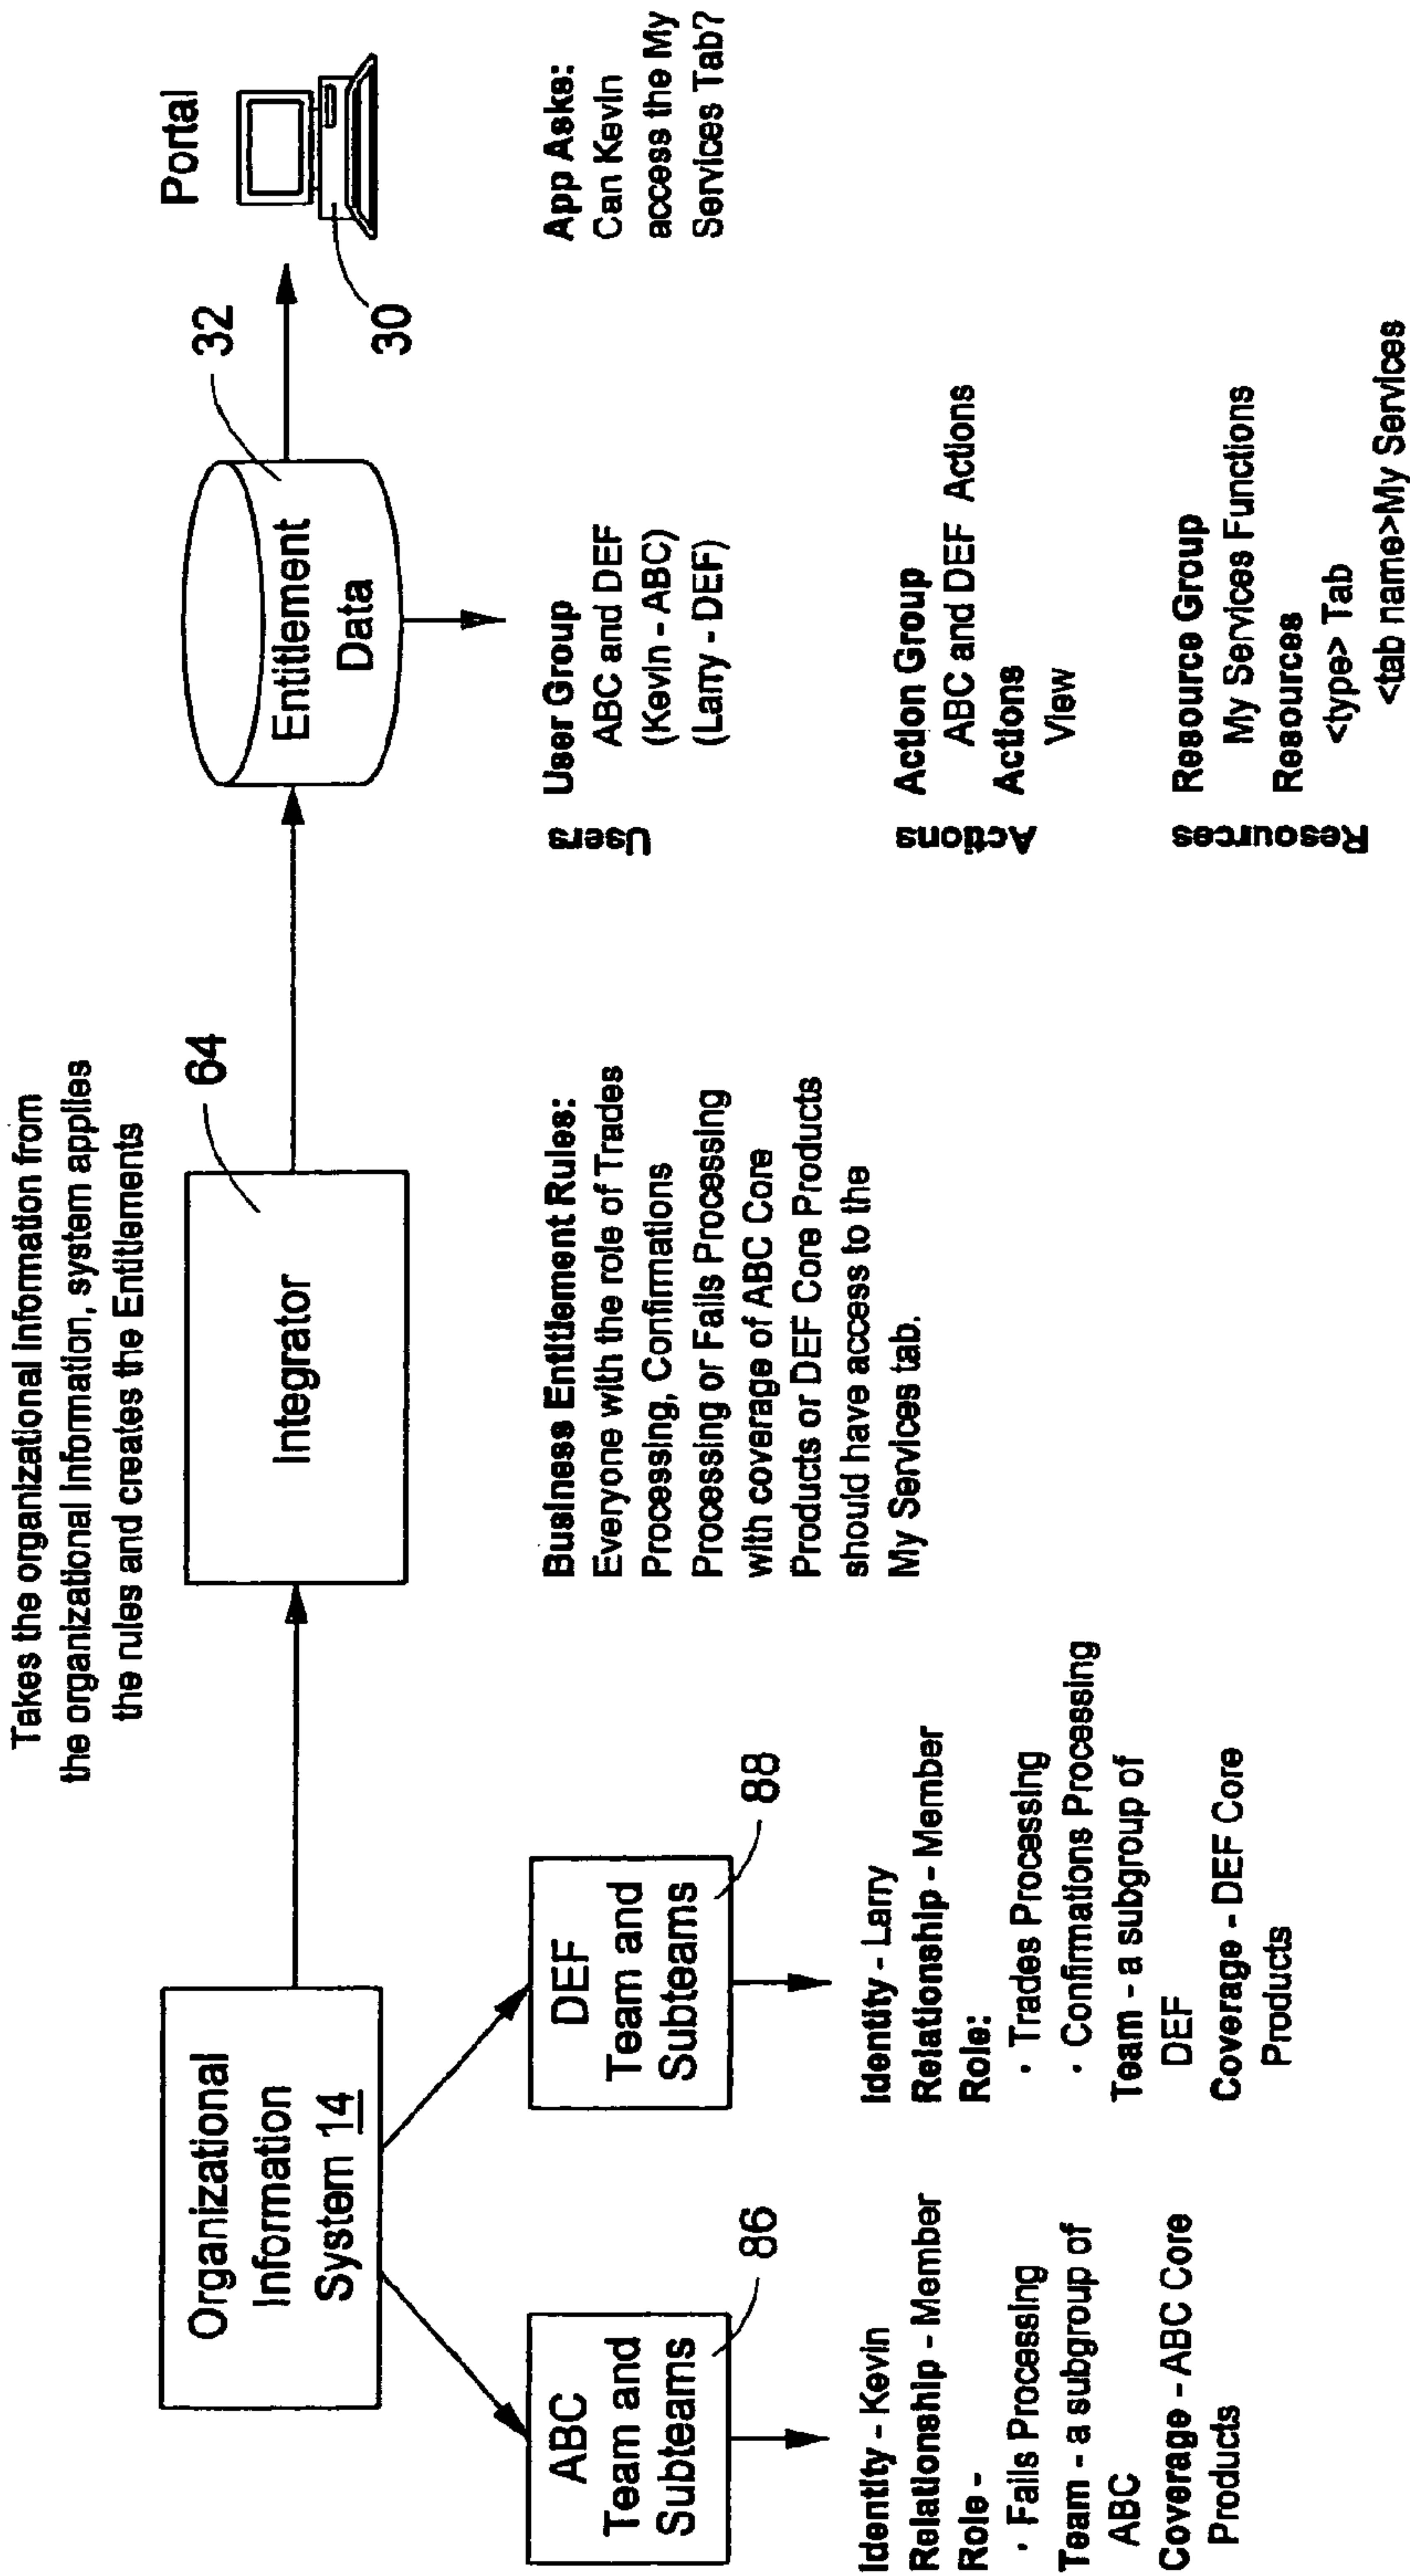 Takes the organizational Information from
the organizational Information, system applies
the rules and creates the Entitlements
Organizational
Information
System 14
Integrator
64
Entitlement
Data
32
Portal
30
ABC
Team and
Subteams
86
DEF
Team and
Subteams
88
Identity - Kevin
Relationship - Member
Role -
· Fails Processing
Team - a subgroup of
ABC
Coverage - ABC Core
Products
Identity - Larry
Relationship - Member
Role:
· Trades Processing
· Confirmations Processing
Team - a subgroup of
DEF
Coverage - DEF Core
Products
Business Entitlement Rules:
Everyone with the role of Trades
Processing, Confirmations
Processing or Fails Processing
with coverage of ABC Core
Products or DEF Core Products
should have access to the
My Services tab.
Users
User Group
ABC and DEF
(Kevin - ABC)
(Larry - DEF)
Actions
Action Group
ABC and DEF Actions
Actions
View
Resources
Resource Group
My Services Functions
Resources
<type> Tab
<tab name>My Services
App Asks:
Can Kevin
access the My
Services Tab?